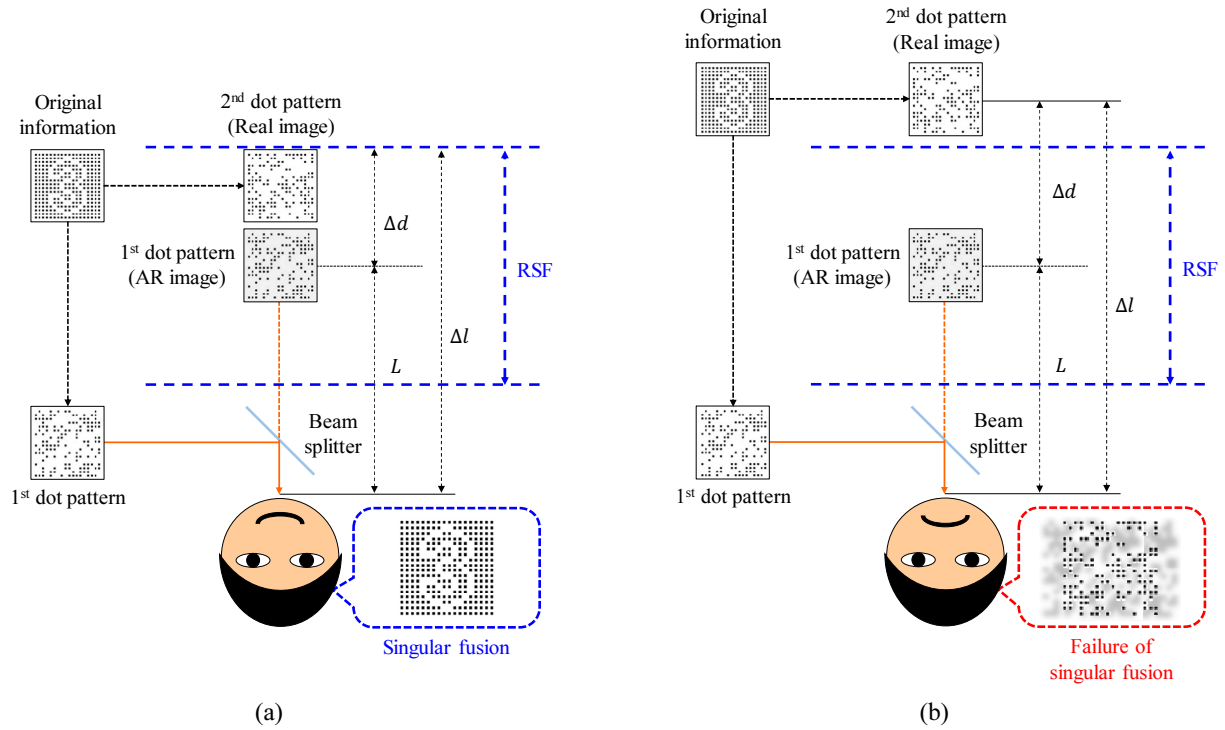 Original
information
2nd dot pattern
(Real image)
1st dot pattern
(AR image)
Δd
RSF
Δl
L
Beam
splitter
1st dot pattern
Singular fusion
(a)
Original
information
2nd dot pattern
(Real image)
Δd
1st dot pattern
(AR image)
RSF
Δl
L
Beam
splitter
1st dot pattern
Failure of
singular fusion
(b)